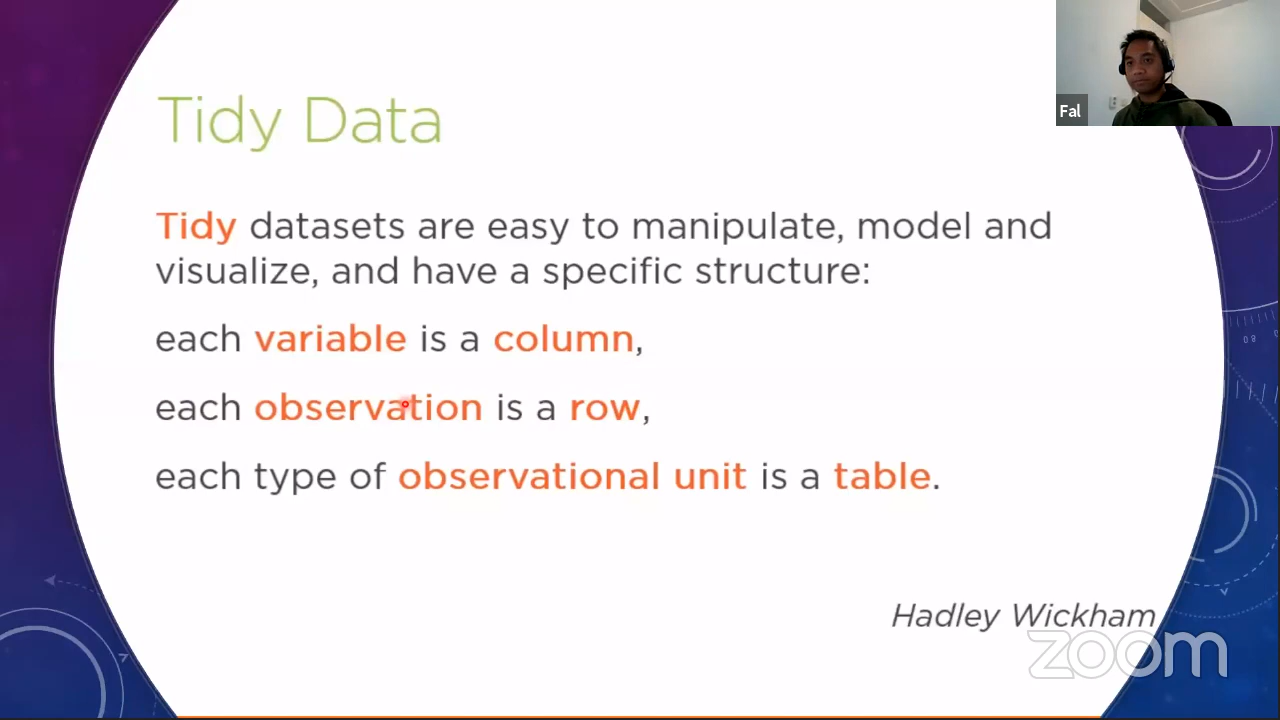 Fal
Tidy Data
Tidy datasets are easy to manipulate, model and
visualize, and have a specific structure:
each variable is a column,
each observation is a row,
each type of observational unit is a table.
Hadley Wickham
zoom
80